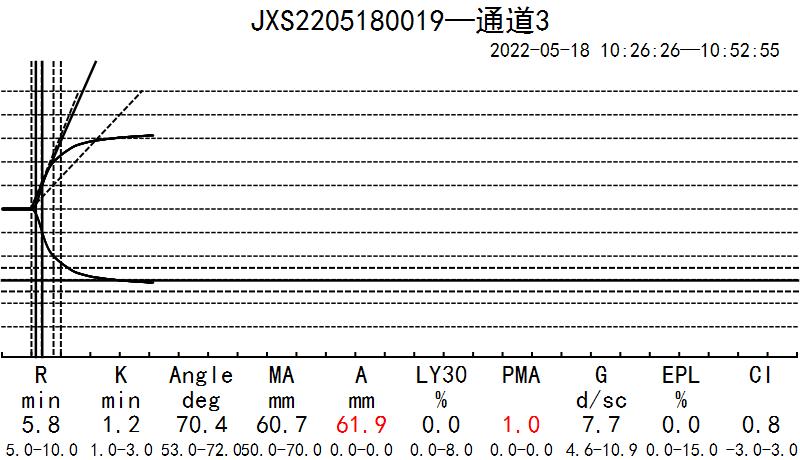 JXS2205180019—通道3
2022-05-18 10:26:26—10:52:55
R K Angle MA A LY30 PMA G EPL CI
min min deg mm mm % d/sc %
5.8 1.2 70.4 60.7 61.9 0.0 1.0 7.7 0.0 0.8
5.0-10.0 1.0-3.0 53.0-72.0 50.0-70.0 0.0-0.0 0.0-8.0 0.0-0.0 4.6-10.9 0.0-15.0 -3.0-3.0